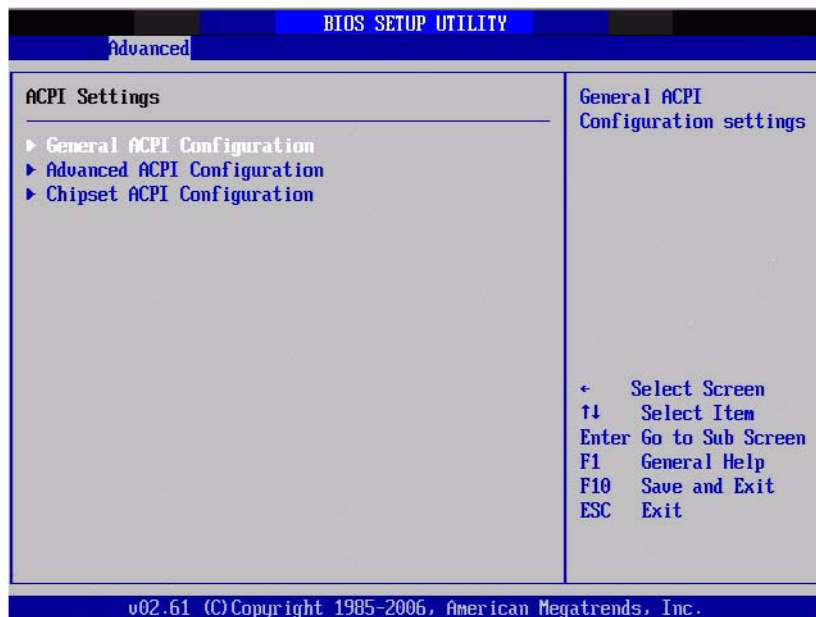 BIOS SETUP UTILITY
Advanced
ACPI Settings
▶ General ACPI Configuration
▶ Advanced ACPI Configuration
▶ Chipset ACPI Configuration
General ACPI
Configuration settings
← Select Screen
↑↓ Select Item
Enter Go to Sub Screen
F1 General Help
F10 Save and Exit
ESC Exit
v02.61 (C)Copyright 1985-2006, American Megatrends, Inc.